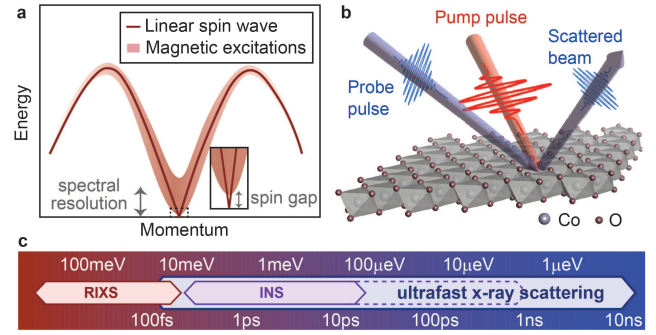 a
Linear spin wave
Magnetic excitations
Energy
spectral
resolution
spin gap
Momentum
b
Pump pulse
Scattered
beam
Probe
pulse
Co
O
c
100meV 10meV 1meV 100μeV 10μeV 1μeV
RIXS INS ultrafast x-ray scattering
100fs 1ps 10ps 100ps 1ns 10ns